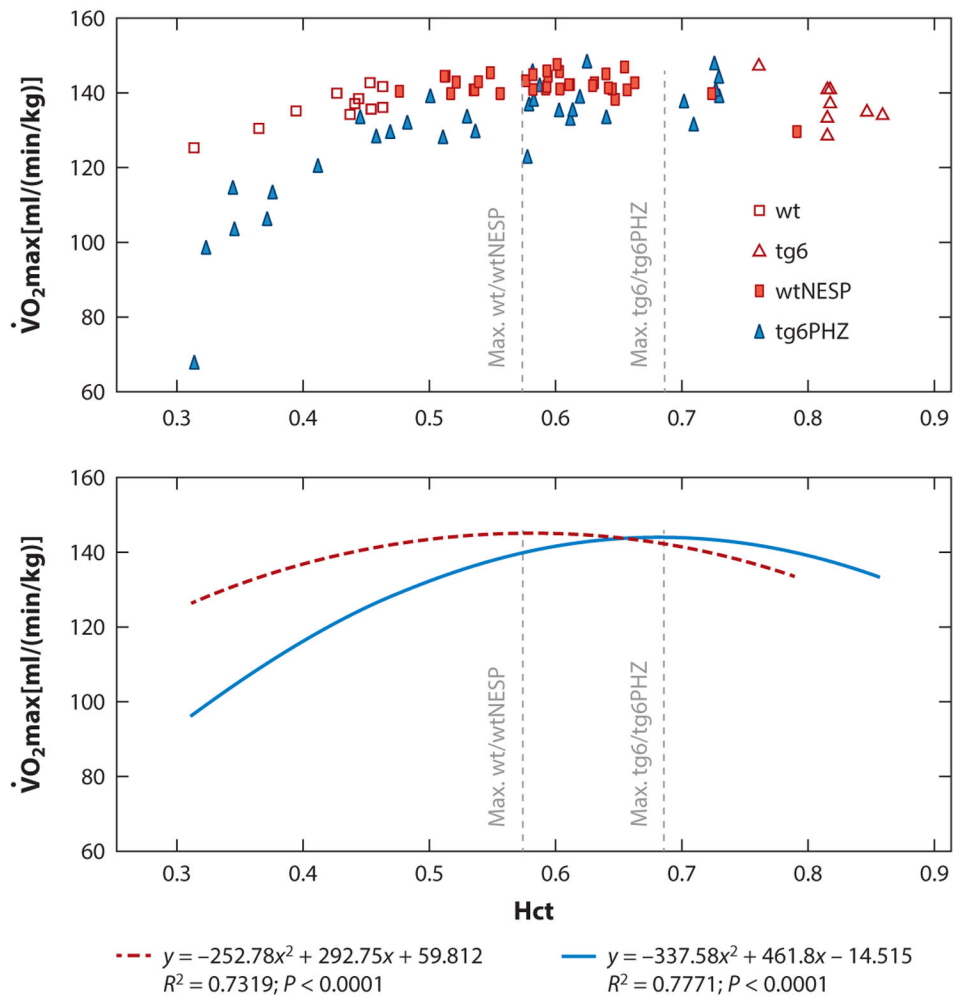 160
140
120
100
80
60
V̇O2max[ml/(min/kg)]
Max. wt/wtNESP
Max. tg6/tg6PHZ
wt
tg6
wtNESP
tg6PHZ
0.3 0.4 0.5 0.6 0.7 0.8 0.9
160
140
120
100
80
60
V̇O2max[ml/(min/kg)]
Max. wt/wtNESP
Max. tg6/tg6PHZ
0.3 0.4 0.5 0.6 0.7 0.8 0.9
Hct
y = –252.78x² + 292.75x + 59.812
R² = 0.7319; P < 0.0001
y = –337.58x² + 461.8x – 14.515
R² = 0.7771; P < 0.0001